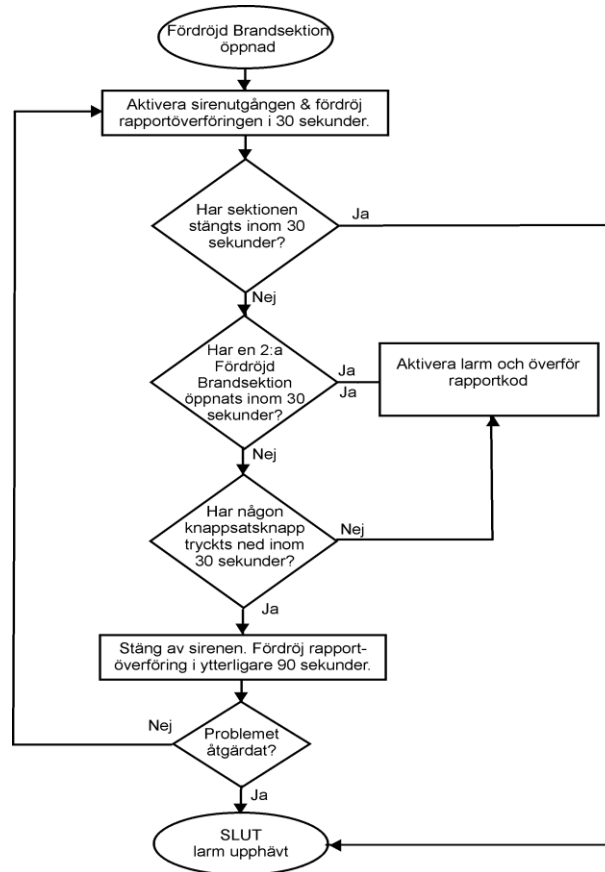 Fördröjd Brandsektion
öppnad
Aktivera sirenutgången & fördröj
rapportöverföringen i 30 sekunder.
Har sektionen
stängts inom 30
sekunder?
Ja
Nej
Har en 2:a
Fördröjd
Brandsektion
öppnats inom 30
sekunder?
Ja
Ja
Aktivera larm och överför
rapportkod
Nej
Har någon
knappsatsknapp
tryckts ned inom
30 sekunder?
Nej
Ja
Stäng av sirenen. Fördröj rapport-
överföring i ytterligare 90 sekunder.
Nej
Problemet
åtgärdat?
Ja
SLUT
larm upphävt